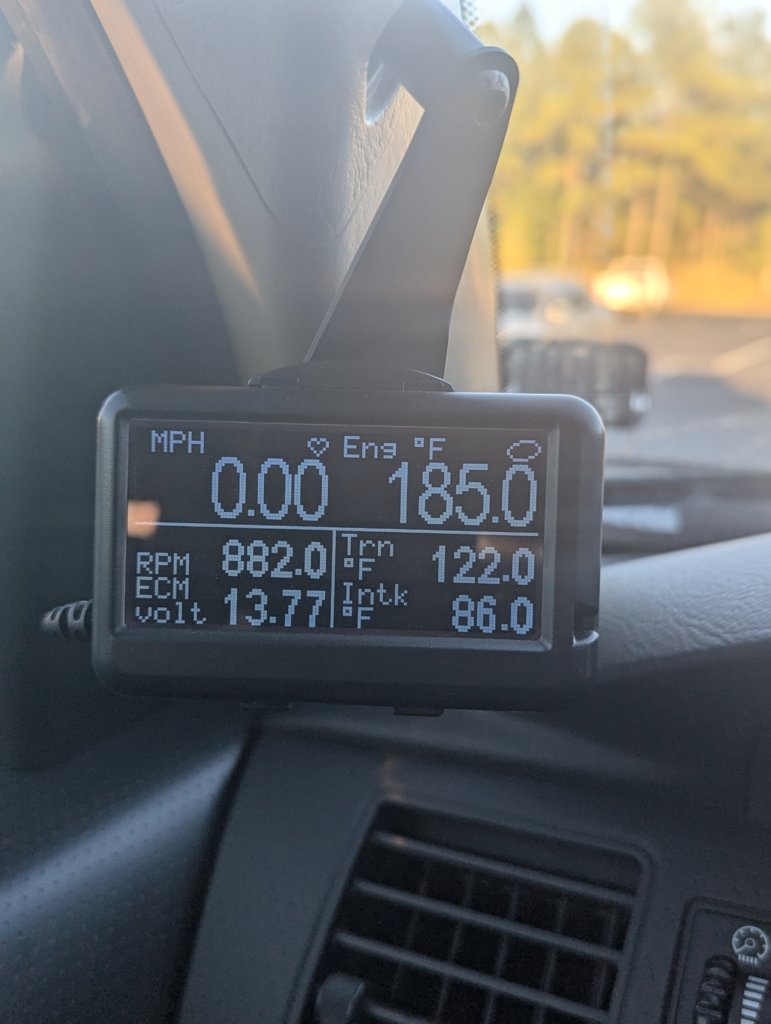 MPH 0.00
Eng °F 185.0
RPM 882.0
ECM volt 13.77
Trn °F 122.0
Intk °F 86.0